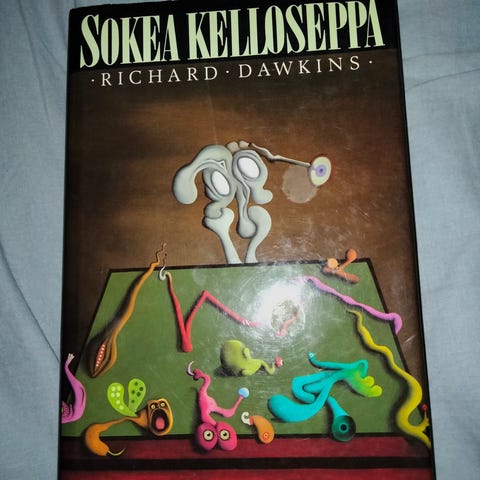 SOKEA KELLOSEPPÄ
· RICHARD · DAWKINS ·